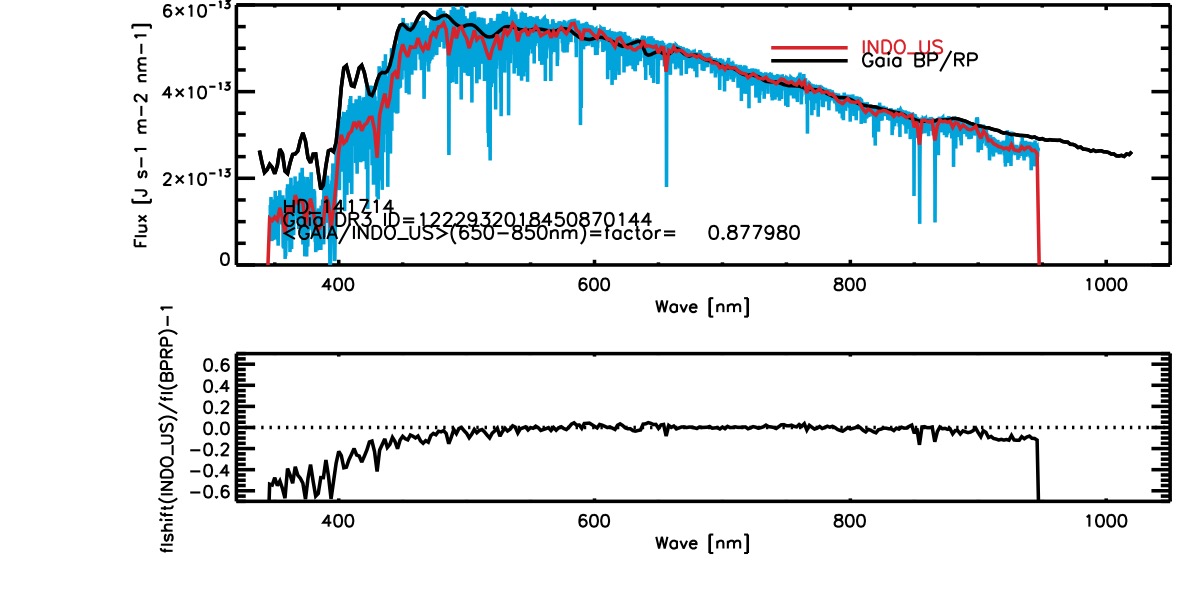 6×10−13
4×10−13
2×10−13
0
Flux [J s−1 m−2 nm−1]
INDO_US
Gaia BP/RP
HD_141714
Gaia DR3 ID=1222932018450870144
<GAIA/INDO_US>(650−850nm)=factor= 0.877980
400 600 800 1000
Wave [nm]
flshift(INDO_US)/fl(BPRP)−1
0.6
0.4
0.2
0.0
−0.2
−0.4
−0.6
400 600 800 1000
Wave [nm]